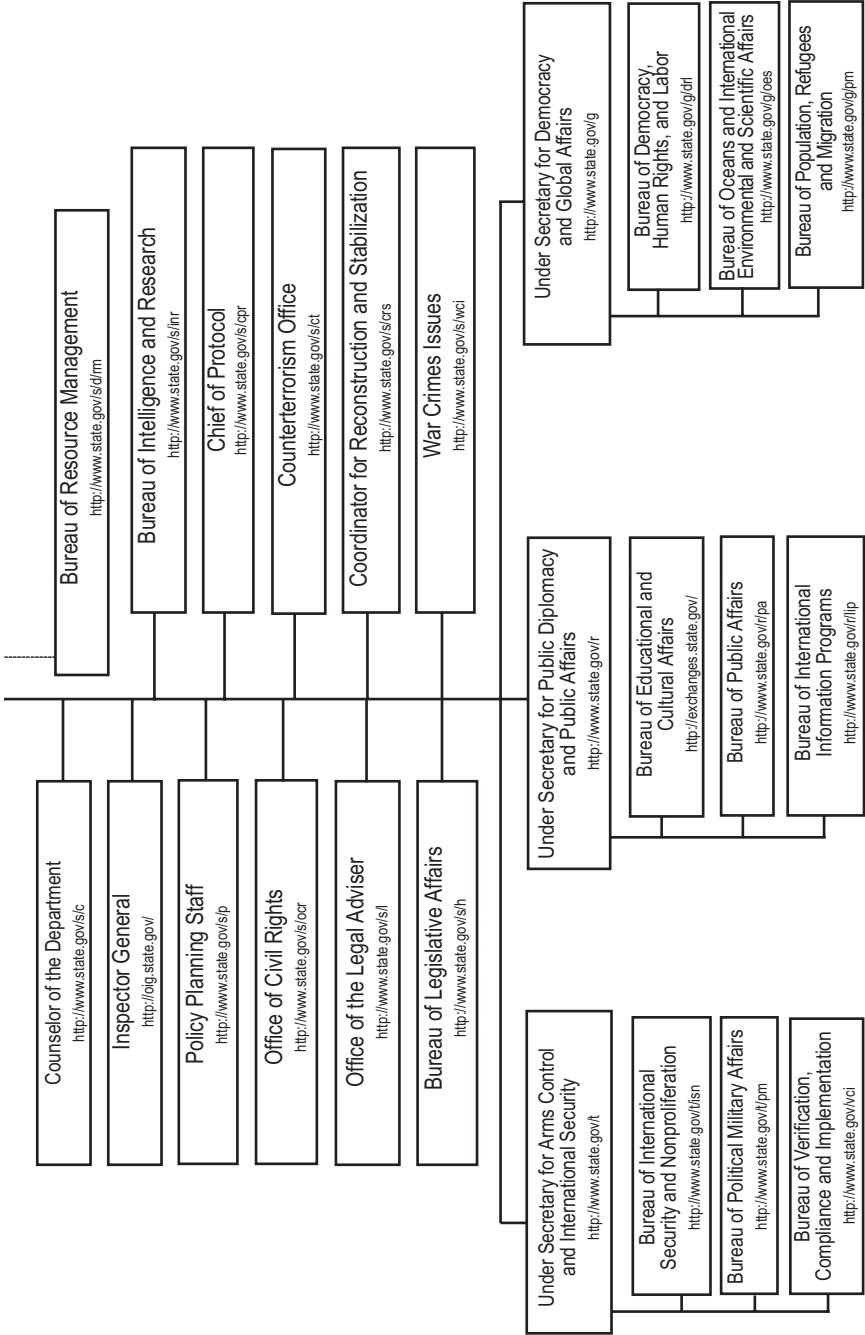 Bureau of Resource Management
http://www.state.gov/s/d/rm
Counselor of the Department
http://www.state.gov/s/c
Inspector General
http://oig.state.gov/
Policy Planning Staff
http://www.state.gov/s/p
Office of Civil Rights
http://www.state.gov/s/ocr
Office of the Legal Adviser
http://www.state.gov/s/l
Bureau of Legislative Affairs
http://www.state.gov/s/h
Bureau of Intelligence and Research
http://www.state.gov/s/inr
Chief of Protocol
http://www.state.gov/s/cpr
Counterterrorism Office
http://www.state.gov/s/ct
Coordinator for Reconstruction and Stabilization
http://www.state.gov/s/crs
War Crimes Issues
http://www.state.gov/s/wci
Under Secretary for Arms Control
and International Security
http://www.state.gov/t
Bureau of International
Security and Nonproliferation
http://www.state.gov/t/isn
Bureau of Political Military Affairs
http://www.state.gov/t/pm
Bureau of Verification,
Compliance and Implementation
http://www.state.gov/vci
Under Secretary for Public Diplomacy
and Public Affairs
http://www.state.gov/r
Bureau of Educational and
Cultural Affairs
http://exchanges.state.gov/
Bureau of Public Affairs
http://www.state.gov/r/pa
Bureau of International
Information Programs
http://www.state.gov/r/iip
Under Secretary for Democracy
and Global Affairs
http://www.state.gov/g
Bureau of Democracy,
Human Rights, and Labor
http://www.state.gov/g/drl
Bureau of Oceans and International
Environmental and Scientific Affairs
http://www.state.gov/g/oes
Bureau of Population, Refugees
and Migration
http://www.state.gov/g/pm